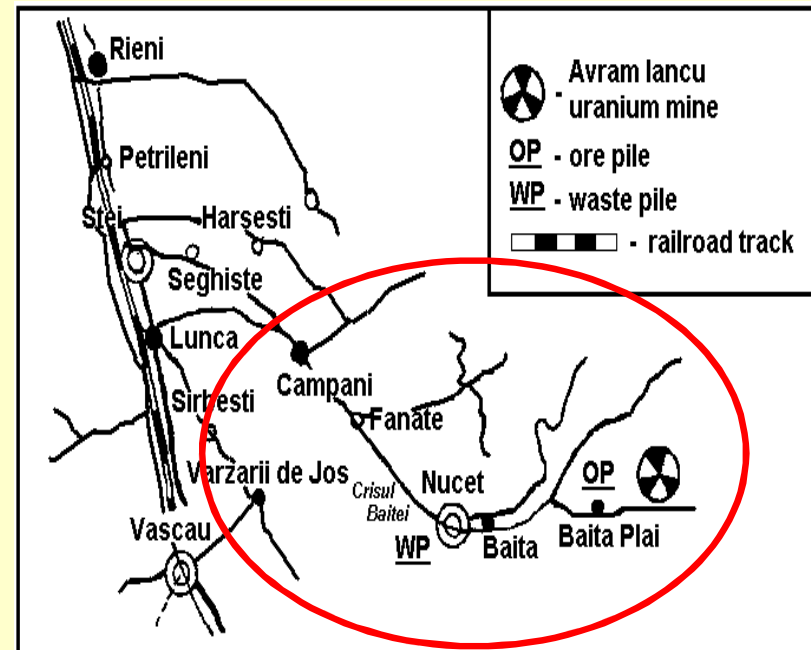 Rieni
Petrileni
Stei
Harsesti
Seghiste
Lunca
Campani
Sirbesti
Fanate
Varzarii de Jos
Crisul
Baitei
Nucet
Vascau
WP
Baita
OP
Baita Plai
- Avram Iancu
uranium mine
OP - ore pile
WP - waste pile
- railroad track